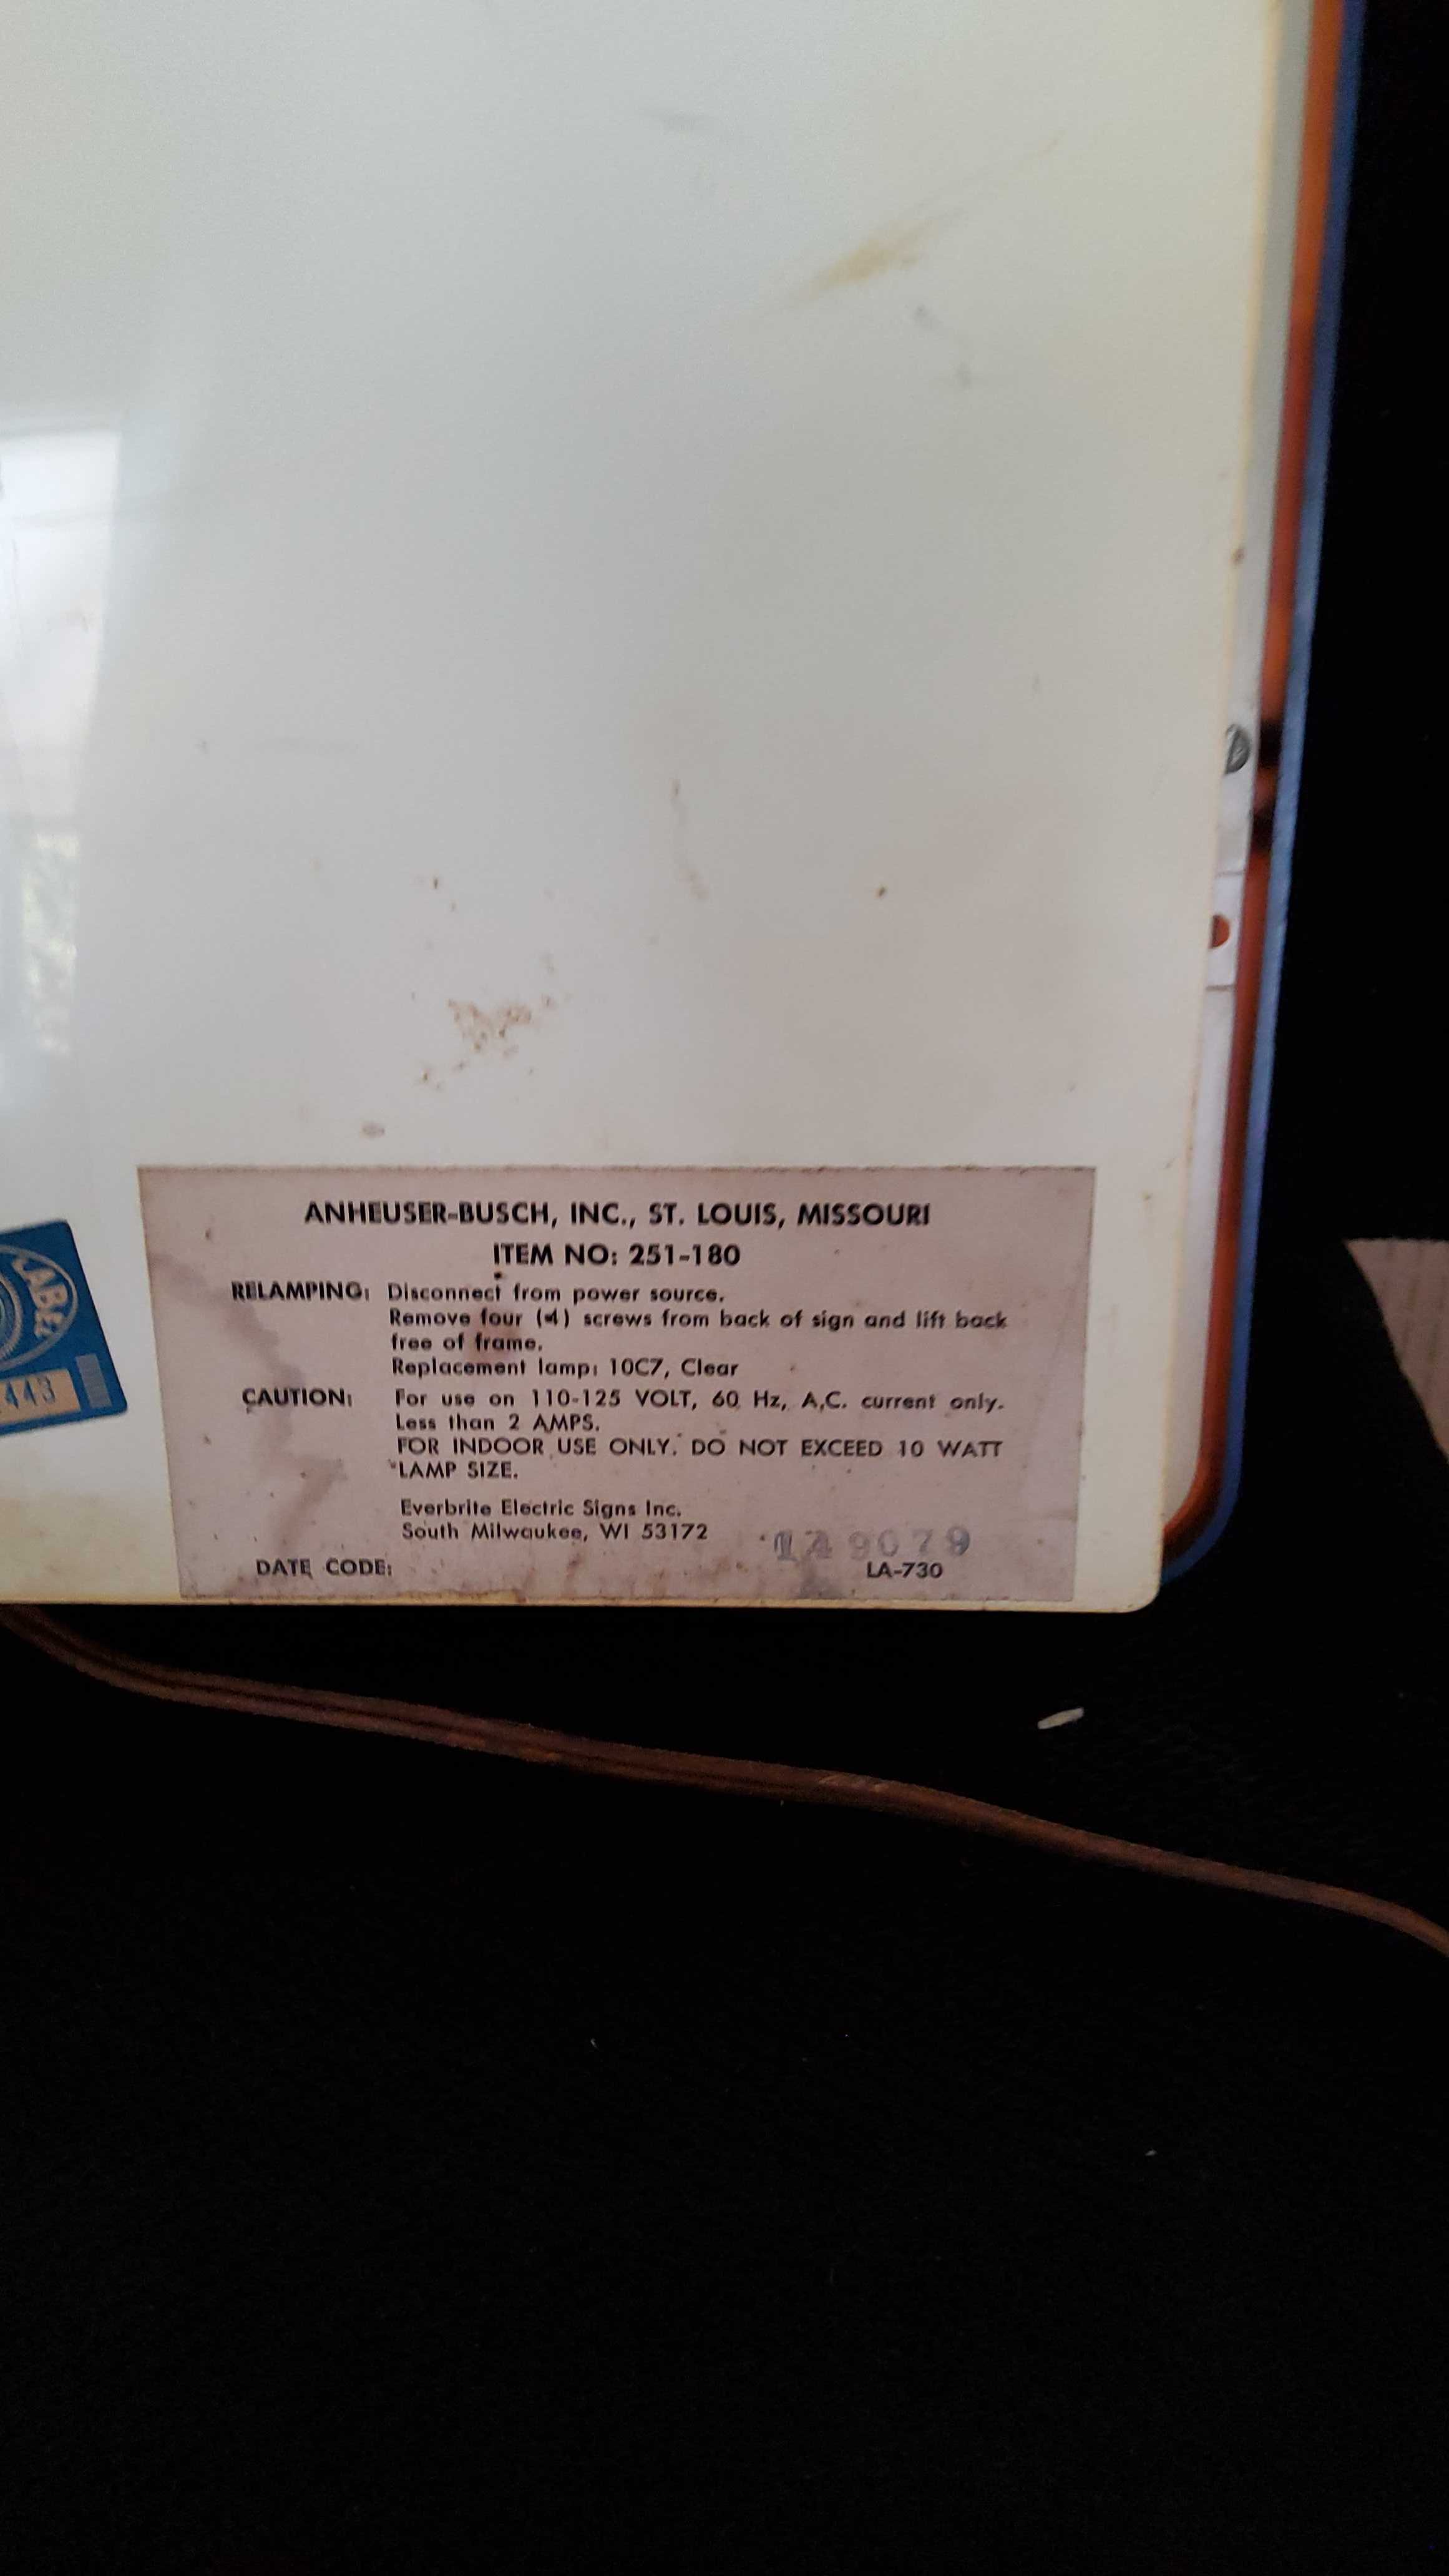 ANHEUSER-BUSCH, INC., ST. LOUIS, MISSOURI
ITEM NO: 251-180
RELAMPING: Disconnect from power source.
Remove four (4) screws from back of sign and lift back
free of frame.
Replacement lamp: 10C7, Clear
CAUTION: For use on 110-125 VOLT, 60 Hz, A.C. current only.
Less than 2 AMPS.
FOR INDOOR USE ONLY. DO NOT EXCEED 10 WATT
LAMP SIZE.
Everbrite Electric Signs Inc.
South Milwaukee, WI 53172
DATE CODE:
LA-730
443